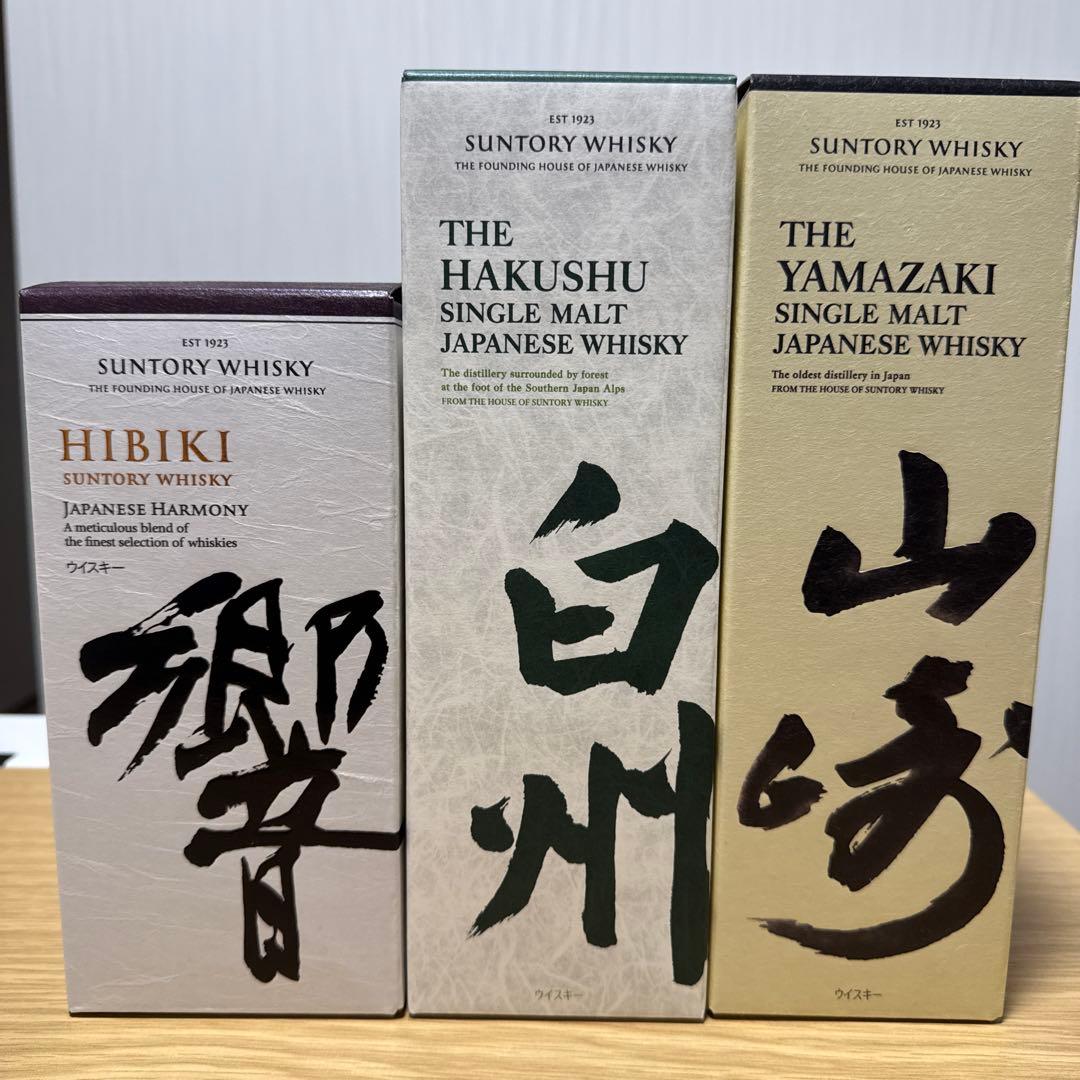 EST 1923
SUNTORY WHISKY
THE FOUNDING HOUSE OF JAPANESE WHISKY
HIBIKI
SUNTORY WHISKY
JAPANESE HARMONY
A meticulous blend of
the finest selection of whiskies
ウイスキー
響
EST 1923
SUNTORY WHISKY
THE FOUNDING HOUSE OF JAPANESE WHISKY
THE
HAKUSHU
SINGLE MALT
JAPANESE WHISKY
The distillery surrounded by forest
at the foot of the Southern Japan Alps
FROM THE HOUSE OF SUNTORY WHISKY
白
州
ウイスキー
EST 1923
SUNTORY WHISKY
THE FOUNDING HOUSE OF JAPANESE WHISKY
THE
YAMAZAKI
SINGLE MALT
JAPANESE WHISKY
The oldest distillery in Japan
FROM THE HOUSE OF SUNTORY WHISKY
山
崎
ウイスキー